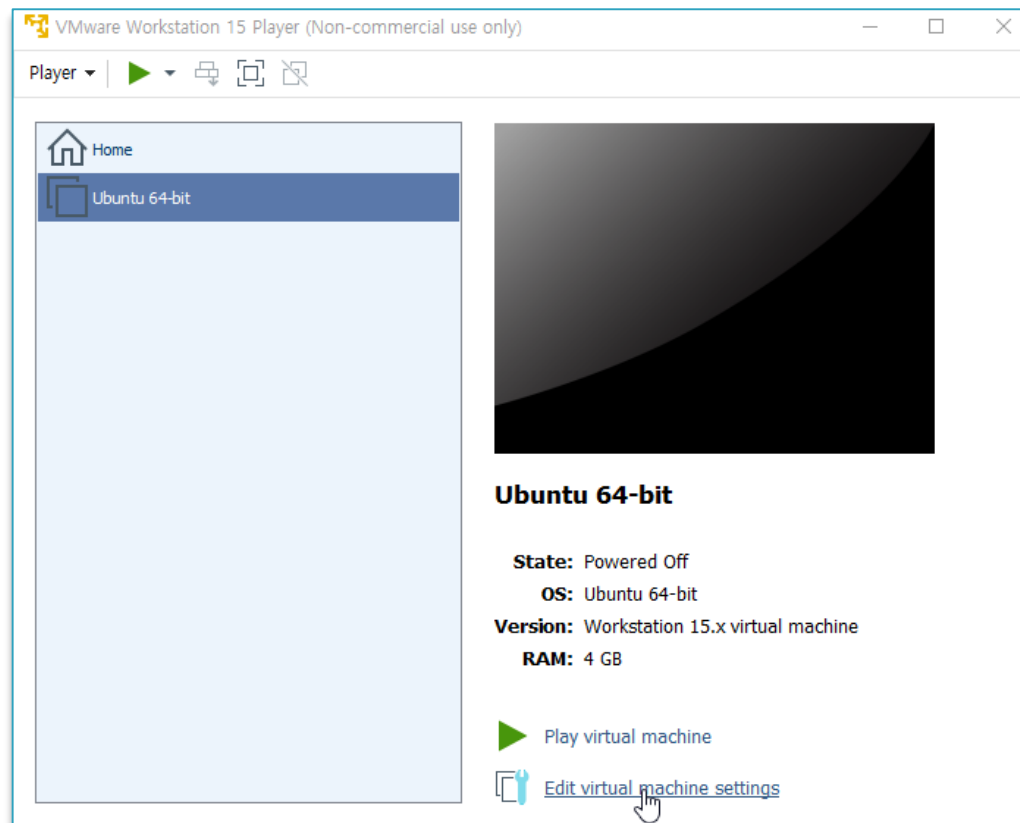 VMware Workstation 15 Player (Non-commercial use only)
Player
Home
Ubuntu 64-bit
Ubuntu 64-bit
State: Powered Off
OS: Ubuntu 64-bit
Version: Workstation 15.x virtual machine
RAM: 4 GB
Play virtual machine
Edit virtual machine settings